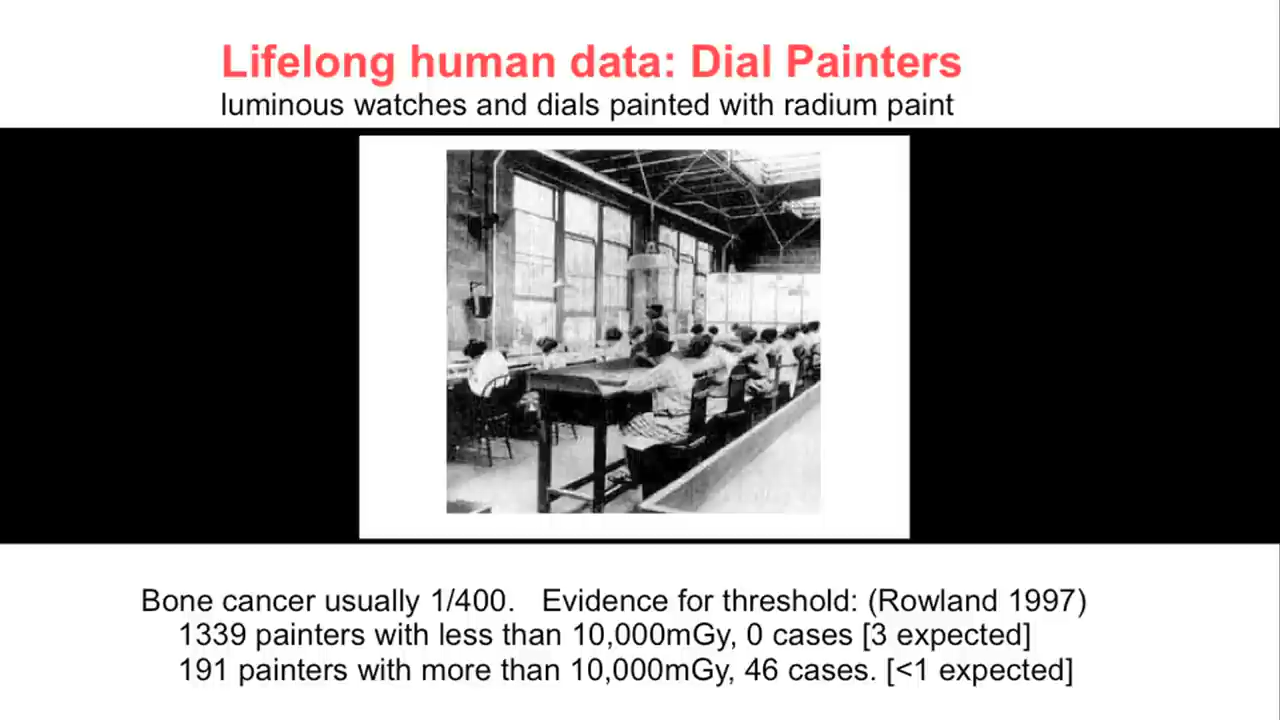 Lifelong human data: Dial Painters
luminous watches and dials painted with radium paint
Bone cancer usually 1/400. Evidence for threshold: (Rowland 1997)
1339 painters with less than 10,000mGy, 0 cases [3 expected]
191 painters with more than 10,000mGy, 46 cases. [<1 expected]